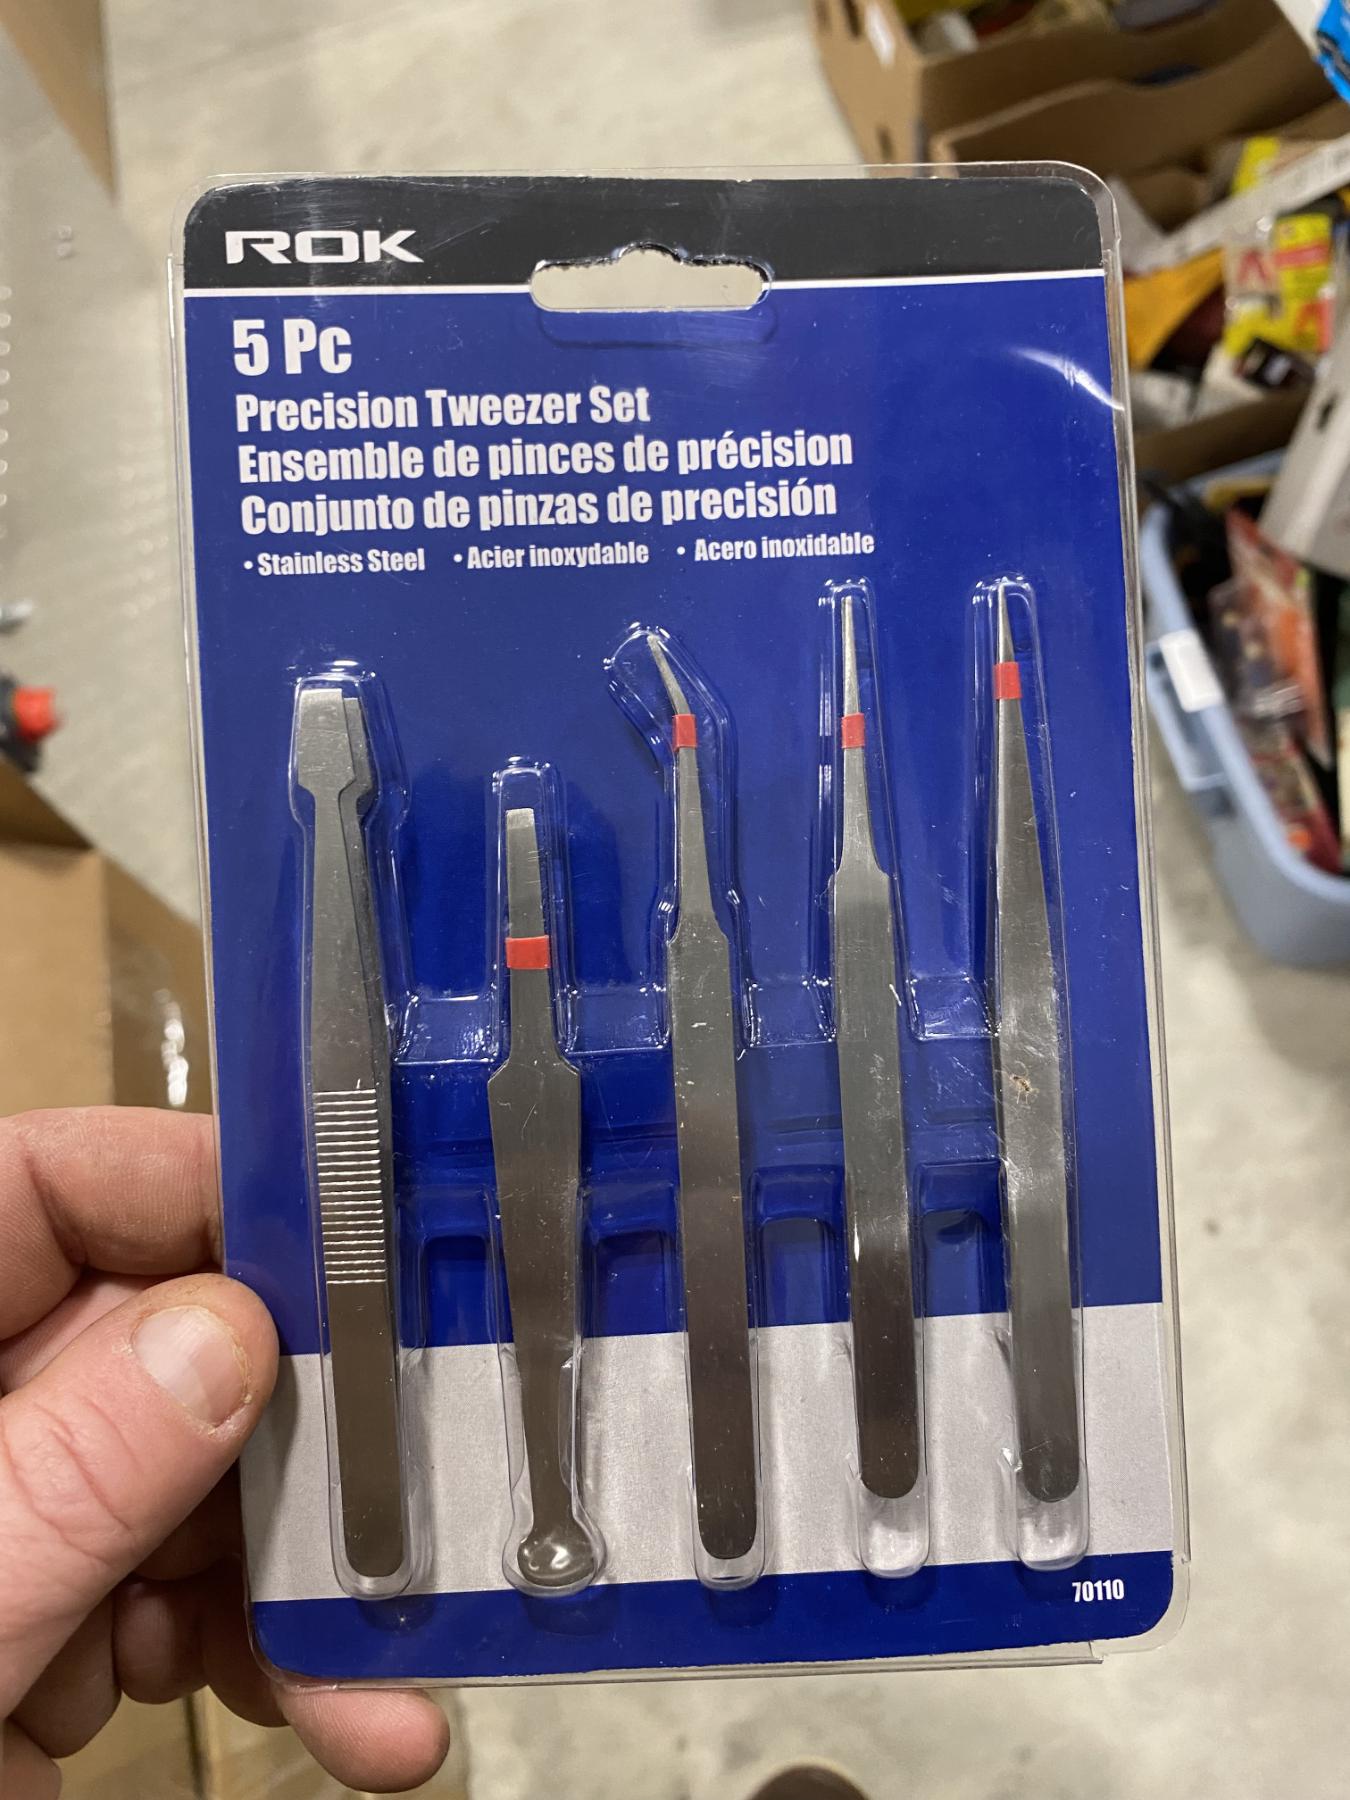 ROK
5 Pc
Precision Tweezer Set
Ensemble de pinces de précision
Conjunto de pinzas de precisión
• Stainless Steel • Acier inoxydable • Acero inoxidable
70110